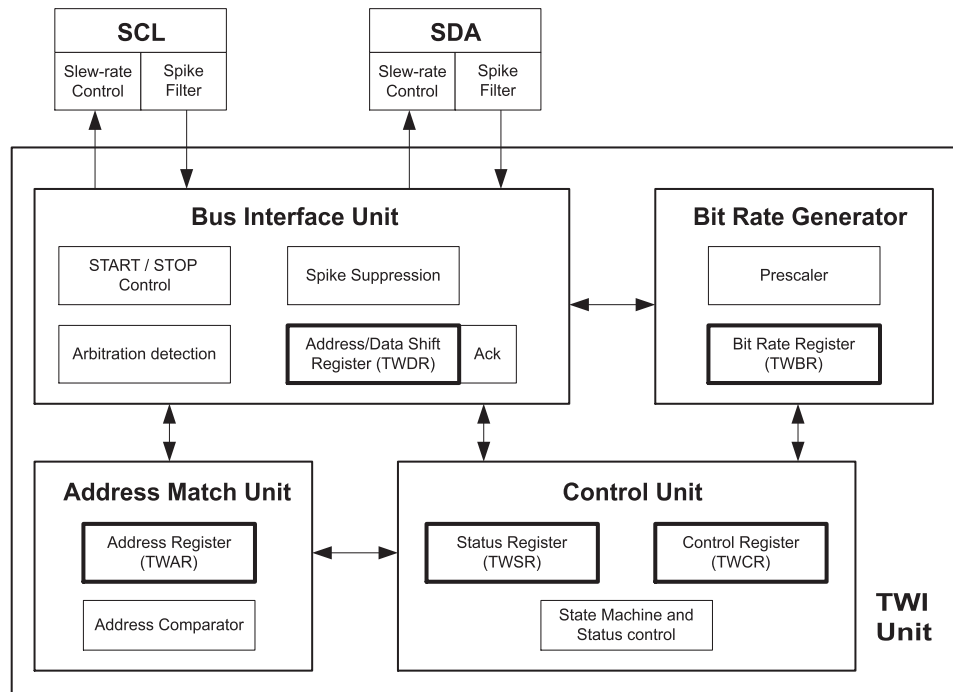 SCL
Slew-rate
Control
Spike
Filter
SDA
Slew-rate
Control
Spike
Filter
Bus Interface Unit
START / STOP
Control
Spike Suppression
Arbitration detection
Address/Data Shift
Register (TWDR)
Ack
Bit Rate Generator
Prescaler
Bit Rate Register
(TWBR)
Address Match Unit
Address Register
(TWAR)
Address Comparator
Control Unit
Status Register
(TWSR)
Control Register
(TWCR)
State Machine and
Status control
TWI
Unit